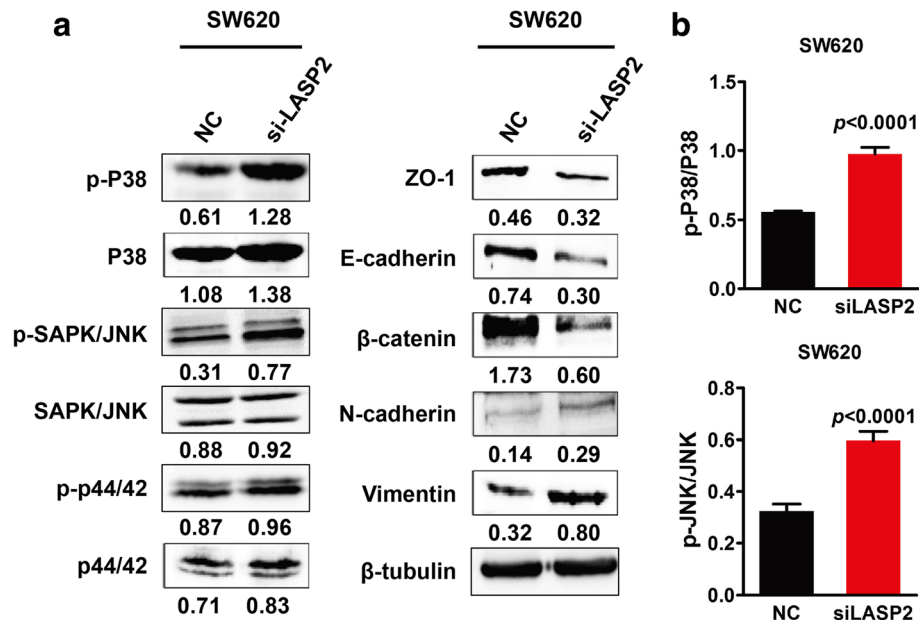 a
SW620
NC si-LASP2
p-P38
0.61 1.28
P38
1.08 1.38
p-SAPK/JNK
0.31 0.77
SAPK/JNK
0.88 0.92
p-p44/42
0.87 0.96
p44/42
0.71 0.83
SW620
NC si-LASP2
ZO-1
0.46 0.32
E-cadherin
0.74 0.30
β-catenin
1.73 0.60
N-cadherin
0.14 0.29
Vimentin
0.32 0.80
β-tubulin
b
SW620
p-P38/P38
1.5
1.0
0.5
0.0
p<0.0001
NC siLASP2
SW620
p-JNK/JNK
0.8
0.6
0.4
0.2
0.0
p<0.0001
NC siLASP2